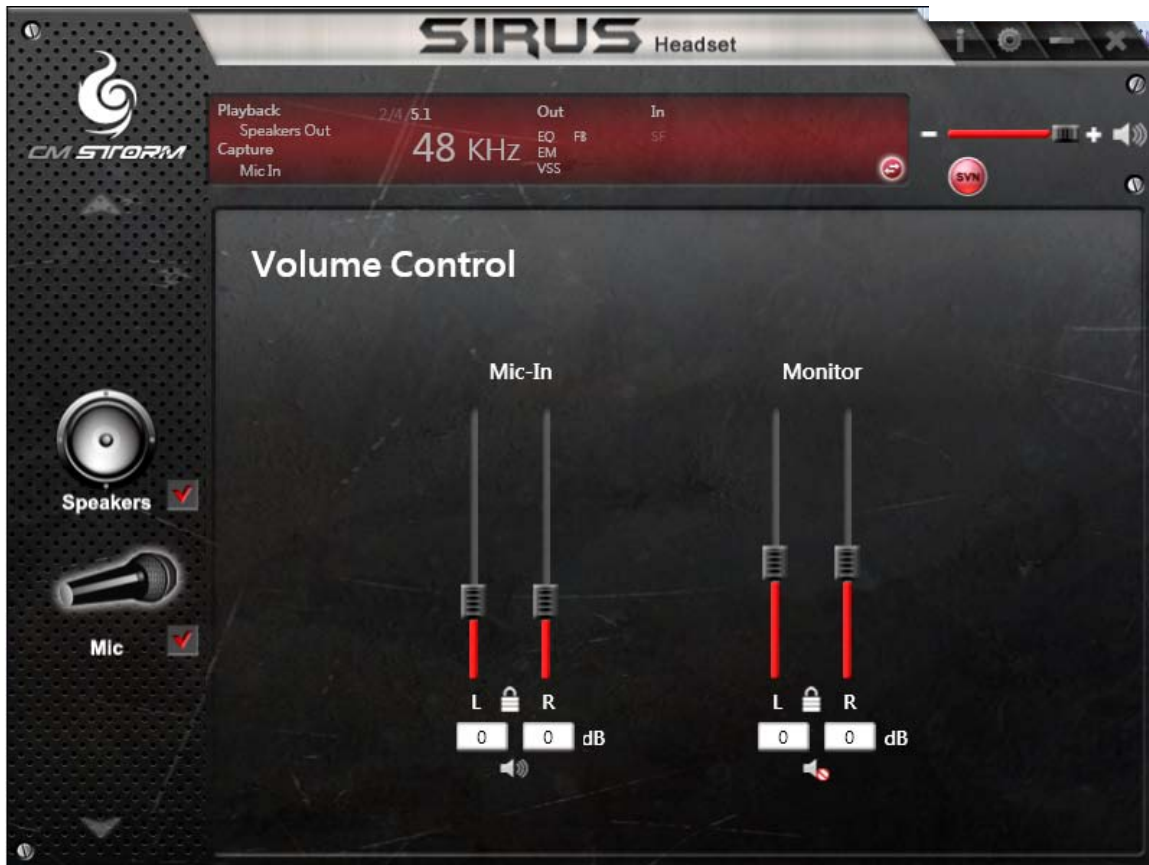 SIRUS Headset
CM STORM
Playback 2/4/5.1 Out In
Speakers Out 48 KHz EQ FB SF
Capture EM
Mic In VSS
SVN
Volume Control
Mic-In Monitor
Speakers
Mic
L R L R
0 0 dB 0 0 dB